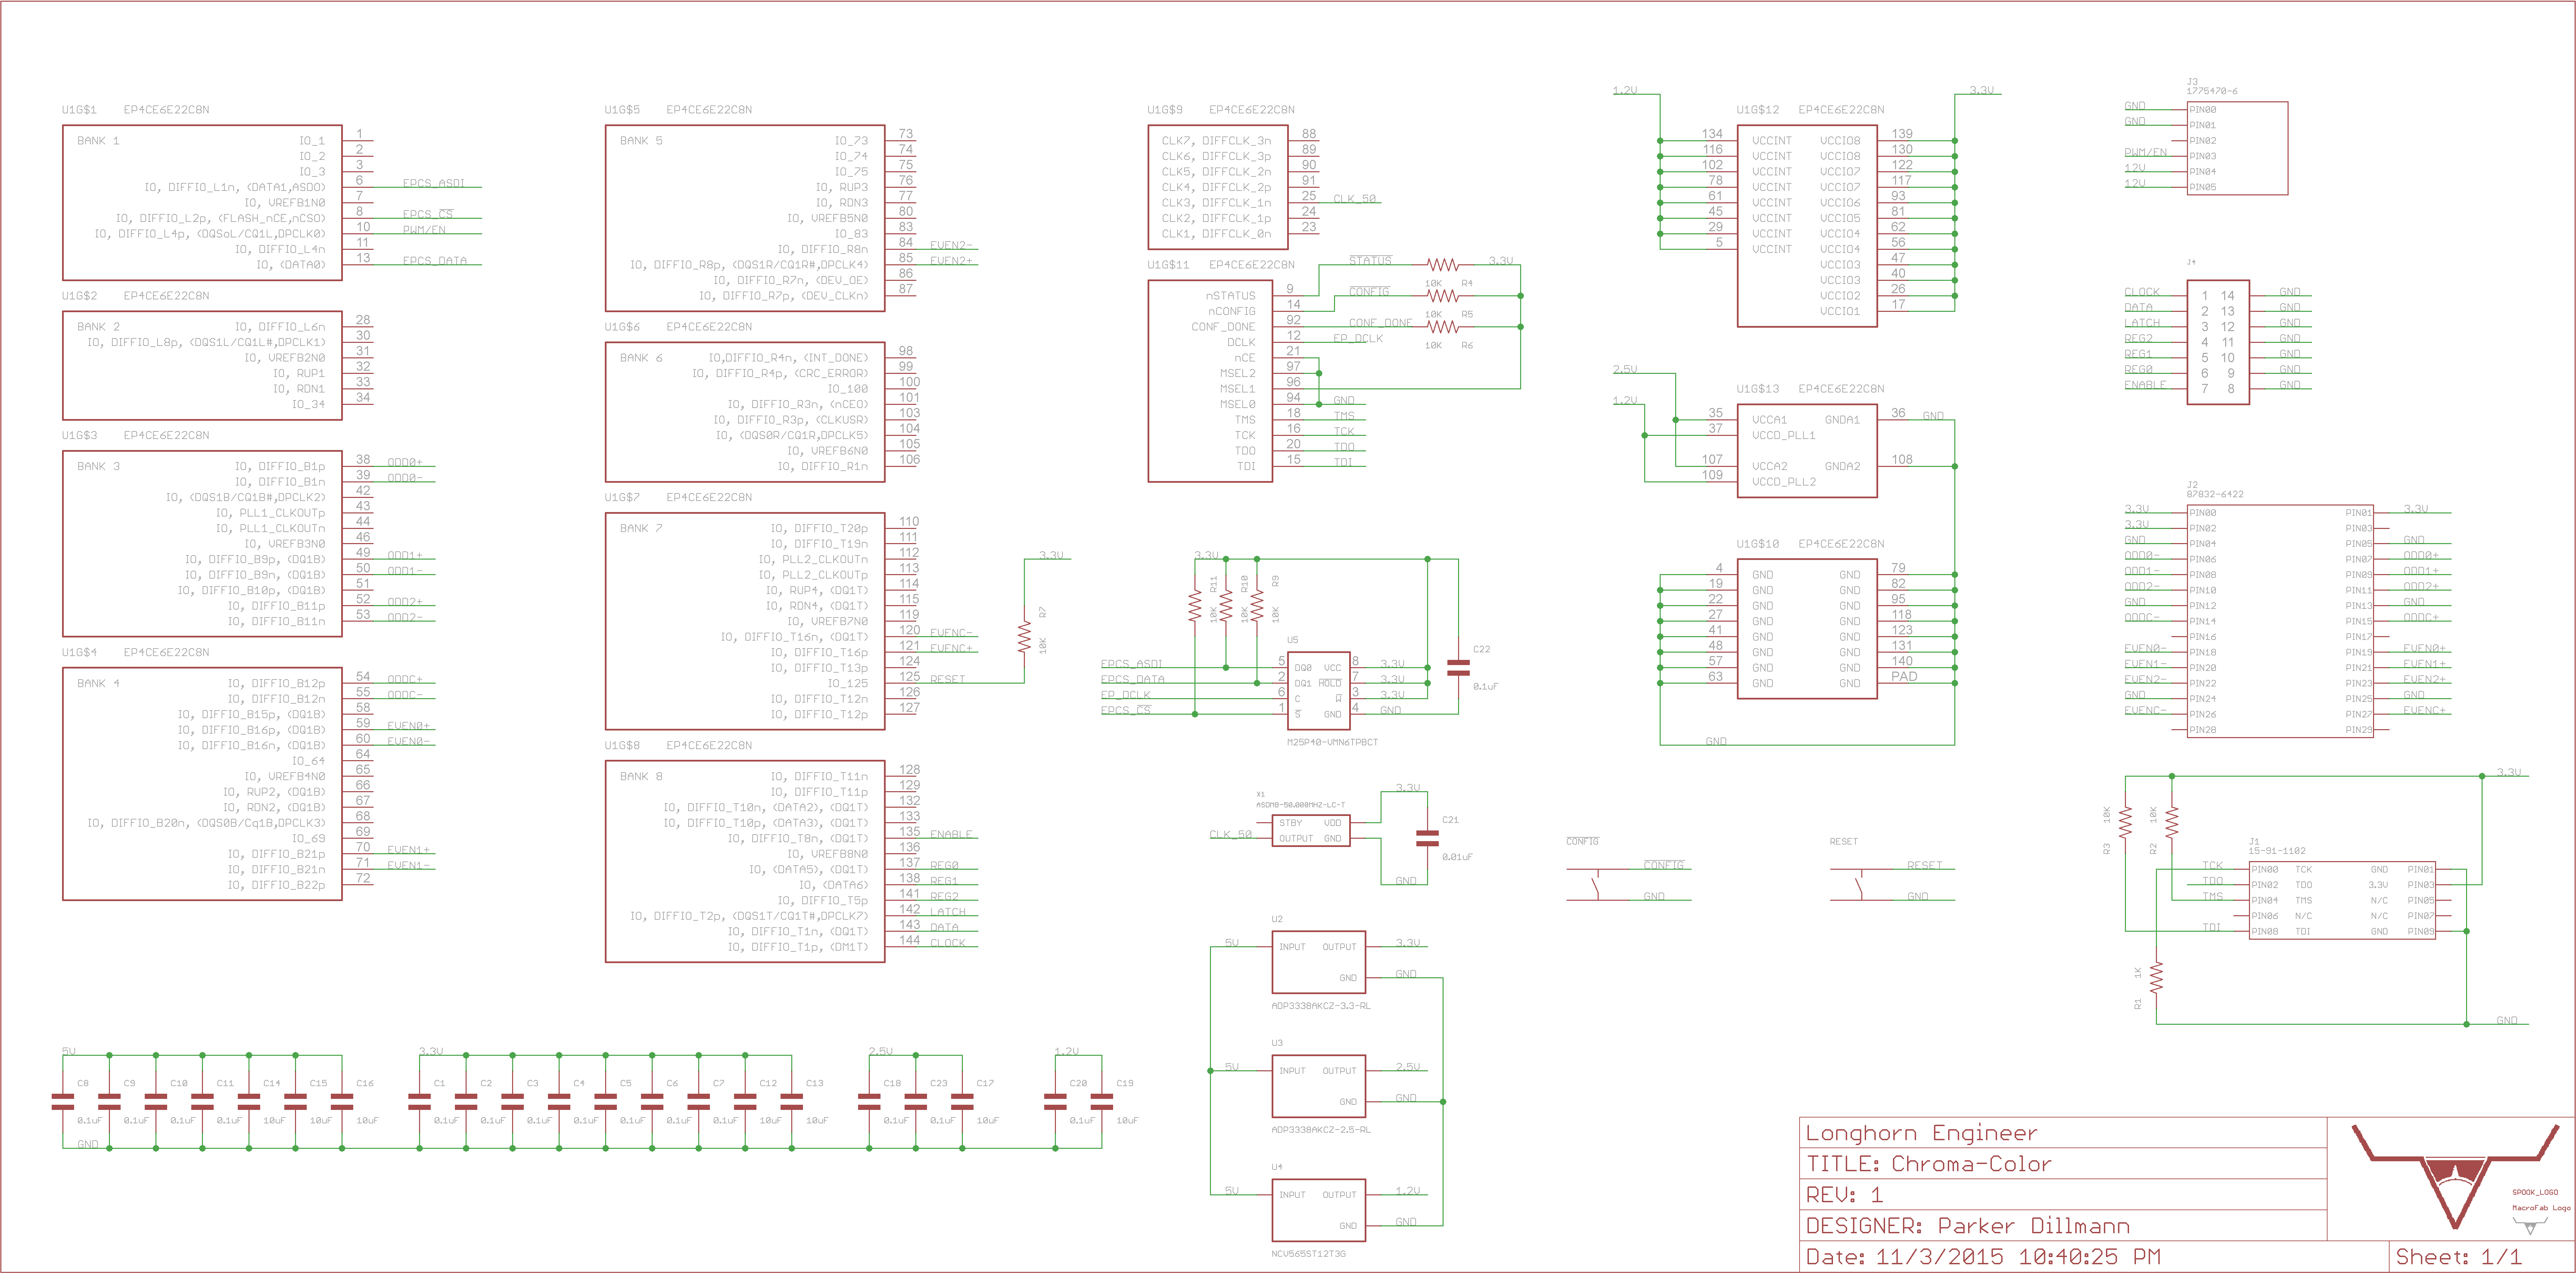 U1G$1 EP4CE6E22C8N
BANK 1
IO_1 1
IO_2 2
IO_3 3
IO, DIFFIO_L1n, (DATA1,ASDO) 6 EPCS_ASDI
IO, VREFB1N0 7
IO, DIFFIO_L2p, (FLASH_nCE,nCSO) 8 EPCS_CS
IO, DIFFIO_L4p, (DQSoL/CQ1L,DPCLK0) 10 PWM/EN
IO, DIFFIO_L4n 11
IO, (DATA0) 13 EPCS_DATA
U1G$2 EP4CE6E22C8N
BANK 2
IO, DIFFIO_L6n 28
IO, DIFFIO_L8p, (DQS1L/CQ1L#,DPCLK1) 30
IO, VREFB2N0 31
IO, RUP1 32
IO, RDN1 33
IO_34 34
U1G$3 EP4CE6E22C8N
BANK 3
IO, DIFFIO_B1p 38 ODD0+
IO, DIFFIO_B1n 39 ODD0-
IO, (DQS1B/CQ1B#,DPCLK2) 42
IO, PLL1_CLKOUTp 43
IO, PLL1_CLKOUTn 44
IO, VREFB3N0 46
IO, DIFFIO_B9p, (DQ1B) 49 ODD1+
IO, DIFFIO_B9n, (DQ1B) 50 ODD1-
IO, DIFFIO_B10p, (DQ1B) 51
IO, DIFFIO_B11p 52 ODD2+
IO, DIFFIO_B11n 53 ODD2-
U1G$4 EP4CE6E22C8N
BANK 4
IO, DIFFIO_B12p 54 ODDC+
IO, DIFFIO_B12n 55 ODDC-
IO, DIFFIO_B15p, (DQ1B) 58
IO, DIFFIO_B16p, (DQ1B) 59 EVEN0+
IO, DIFFIO_B16n, (DQ1B) 60 EVEN0-
IO_64 64
IO, VREFB4N0 65
IO, RUP2, (DQ1B) 66
IO, RDN2, (DQ1B) 67
IO, DIFFIO_B20n, (DQS0B/Cq1B,DPCLK3) 68
IO_69 69
IO, DIFFIO_B21p 70 EVEN1+
IO, DIFFIO_B21n 71 EVEN1-
IO, DIFFIO_B22p 72
U1G$5 EP4CE6E22C8N
BANK 5
IO_73 73
IO_74 74
IO_75 75
IO, RUP3 76
IO, RDN3 77
IO, VREFB5N0 80
IO_83 83
IO, DIFFIO_R8n 84 EVEN2-
IO, DIFFIO_R8p, (DQS1R/CQ1R#,DPCLK4) 85 EVEN2+
IO, DIFFIO_R7n, (DEV_OE) 86
IO, DIFFIO_R7p, (DEV_CLKn) 87
U1G$6 EP4CE6E22C8N
BANK 6
IO,DIFFIO_R4n, (INT_DONE) 98
IO, DIFFIO_R4p, (CRC_ERROR) 99
IO_100 100
IO, DIFFIO_R3n, (nCEO) 101
IO, DIFFIO_R3p, (CLKUSR) 103
IO, (DQS0R/CQ1R,DPCLK5) 104
IO, VREFB6N0 105
IO, DIFFIO_R1n 106
U1G$7 EP4CE6E22C8N
BANK 7
IO, DIFFIO_T20p 110
IO, DIFFIO_T19n 111
IO, PLL2_CLKOUTn 112
IO, PLL2_CLKOUTp 113
IO, RUP4, (DQ1T) 114
IO, RDN4, (DQ1T) 115
IO, VREFB7N0 119
IO, DIFFIO_T16n, (DQ1T) 120 EVENC-
IO, DIFFIO_T16p 121 EVENC+
IO, DIFFIO_T13p 124
IO_125 125 RESET
IO, DIFFIO_T12n 126
IO, DIFFIO_T12p 127
3.3V
R7
10K
U1G$8 EP4CE6E22C8N
BANK 8
IO, DIFFIO_T11n 128
IO, DIFFIO_T11p 129
IO, DIFFIO_T10n, (DATA2), (DQ1T) 132
IO, DIFFIO_T10p, (DATA3), (DQ1T) 133
IO, DIFFIO_T8n, (DQ1T) 135 ENABLE
IO, VREFB8N0 136
IO, (DATA5), (DQ1T) 137 REG0
IO, (DATA6) 138 REG1
IO, DIFFIO_T5p 141 REG2
IO, DIFFIO_T2p, (DQS1T/CQ1T#,DPCLK7) 142 LATCH
IO, DIFFIO_T1n, (DQ1T) 143 DATA
IO, DIFFIO_T1p, (DM1T) 144 CLOCK
U1G$9 EP4CE6E22C8N
CLK7, DIFFCLK_3n 88
CLK6, DIFFCLK_3p 89
CLK5, DIFFCLK_2n 90
CLK4, DIFFCLK_2p 91
CLK3, DIFFCLK_1n 25 CLK_50
CLK2, DIFFCLK_1p 24
CLK1, DIFFCLK_0n 23
U1G$11 EP4CE6E22C8N
nSTATUS 9 STATUS 10K R4 3.3V
nCONFIG 14 CONFIG 10K R5
CONF_DONE 92 CONF_DONE 10K R6
DCLK 12 EP_DCLK
nCE 21
MSEL2 97
MSEL1 96
MSEL0 94 GND
TMS 18 TMS
TCK 16 TCK
TDO 20 TDO
TDI 15 TDI
3.3V
R11 10K
R10 10K
R9 10K
U5
EPCS_ASDI 5 DQ0 VCC 8 3.3V
EPCS_DATA 2 DQ1 HOLD 7 3.3V
EP_DCLK 6 C W 3 3.3V
EPCS_CS 1 S GND 4 GND
M25P40-VMN6TPBCT
C22
0.1uF
X1
ASDMB-50.000MHZ-LC-T
STBY VDD 3.3V
CLK_50 OUTPUT GND GND
C21
0.01uF
U2
5V INPUT OUTPUT 3.3V
GND GND
ADP3338AKCZ-3.3-RL
U3
5V INPUT OUTPUT 2.5V
GND GND
ADP3338AKCZ-2.5-RL
U4
5V INPUT OUTPUT 1.2V
GND GND
NCV565ST12T3G
1.2V U1G$12 EP4CE6E22C8N 3.3V
134 VCCINT VCCIO8 139
116 VCCINT VCCIO8 130
102 VCCINT VCCIO7 122
78 VCCINT VCCIO7 117
61 VCCINT VCCIO6 93
45 VCCINT VCCIO5 81
29 VCCINT VCCIO4 62
5 VCCINT VCCIO4 56
VCCIO3 47
VCCIO3 40
VCCIO2 26
VCCIO1 17
2.5V
1.2V
U1G$13 EP4CE6E22C8N
35 VCCA1 GNDA1 36 GND
37 VCCD_PLL1
107 VCCA2 GNDA2 108
109 VCCD_PLL2
U1G$10 EP4CE6E22C8N
4 GND GND 79
19 GND GND 82
22 GND GND 95
27 GND GND 118
41 GND GND 123
48 GND GND 131
57 GND GND 140
63 GND GND PAD
GND
CONFIG
CONFIG
GND
RESET
RESET
GND
J3
1775470-6
GND PIN00
GND PIN01
PIN02
PWM/EN PIN03
12V PIN04
12V PIN05
J4
CLOCK 1 14 GND
DATA 2 13 GND
LATCH 3 12 GND
REG2 4 11 GND
REG1 5 10 GND
REG0 6 9 GND
ENABLE 7 8 GND
J2
87832-6422
3.3V PIN00 PIN01 3.3V
3.3V PIN02 PIN03
GND PIN04 PIN05 GND
ODD0- PIN06 PIN07 ODD0+
ODD1- PIN08 PIN09 ODD1+
ODD2- PIN10 PIN11 ODD2+
GND PIN12 PIN13 GND
ODDC- PIN14 PIN15 ODDC+
PIN16 PIN17
EVEN0- PIN18 PIN19 EVEN0+
EVEN1- PIN20 PIN21 EVEN1+
EVEN2- PIN22 PIN23 EVEN2+
GND PIN24 PIN25 GND
EVENC- PIN26 PIN27 EVENC+
PIN28 PIN29
3.3V
R3 10K
R2 10K
J1
15-91-1102
TCK PIN00 TCK GND PIN01
TDO PIN02 TDO 3.3V PIN03
TMS PIN04 TMS N/C PIN05
PIN06 N/C N/C PIN07
TDI PIN08 TDI GND PIN09
R1 1K
GND
5V 3.3V 2.5V 1.2V
C8 C9 C10 C11 C14 C15 C16 C1 C2 C3 C4 C5 C6 C7 C12 C13 C18 C23 C17 C20 C19
0.1uF 0.1uF 0.1uF 0.1uF 10uF 10uF 10uF 0.1uF 0.1uF 0.1uF 0.1uF 0.1uF 0.1uF 0.1uF 10uF 10uF 0.1uF 0.1uF 10uF 0.1uF 10uF
GND
Longhorn Engineer
TITLE: Chroma-Color
REV: 1
DESIGNER: Parker Dillmann
Date: 11/3/2015 10:40:25 PM
Sheet: 1/1
SPOOK_LOGO
MacroFab Logo